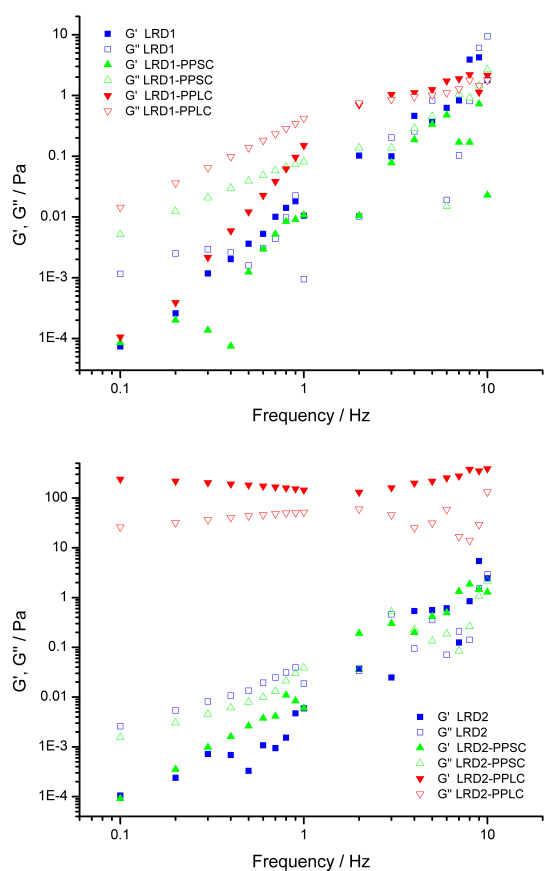 10
1
0.1
0.01
1E-3
1E-4
G', G'' / Pa
G' LRD1
G'' LRD1
G' LRD1-PPSC
G'' LRD1-PPSC
G' LRD1-PPLC
G'' LRD1-PPLC
0.1
1
10
Frequency / Hz
100
10
1
0.1
0.01
1E-3
1E-4
G', G'' / Pa
G' LRD2
G'' LRD2
G' LRD2-PPSC
G'' LRD2-PPSC
G' LRD2-PPLC
G'' LRD2-PPLC
0.1
1
10
Frequency / Hz